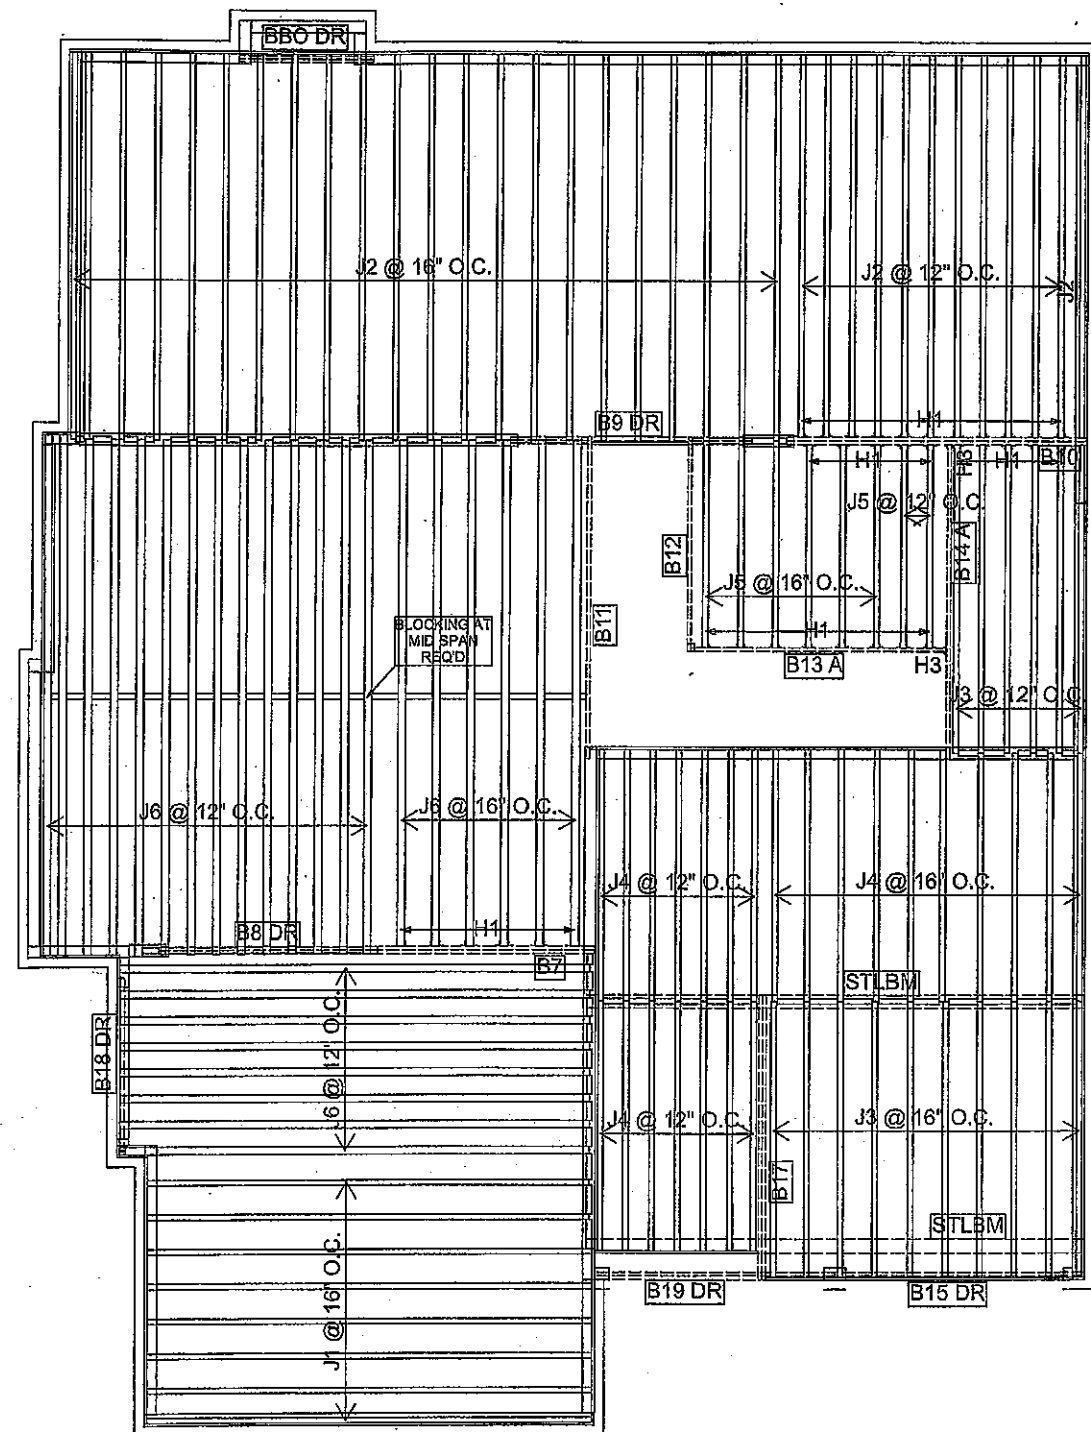 BBO DR
J2 @ 16" O.C.
J2 @ 12" O.C.
J2
B9 DR
H1
H1
H3
H1
B10
J5 @ 12" O.C.
B12
B14 A
J5 @ 16" O.C.
B11
BLOCKING AT
MID SPAN
REQ'D
H1
B13 A
H3
J3 @ 12" O.C.
J6 @ 12" O.C.
J6 @ 16" O.C.
J4 @ 12" O.C.
J4 @ 16" O.C.
B8 DR
H1
B7
STLBM
B18 DR
J6 @ 12" O.C.
J4 @ 12" O.C.
J3 @ 16" O.C.
B17
STLBM
J1 @ 16" O.C.
B19 DR
B15 DR